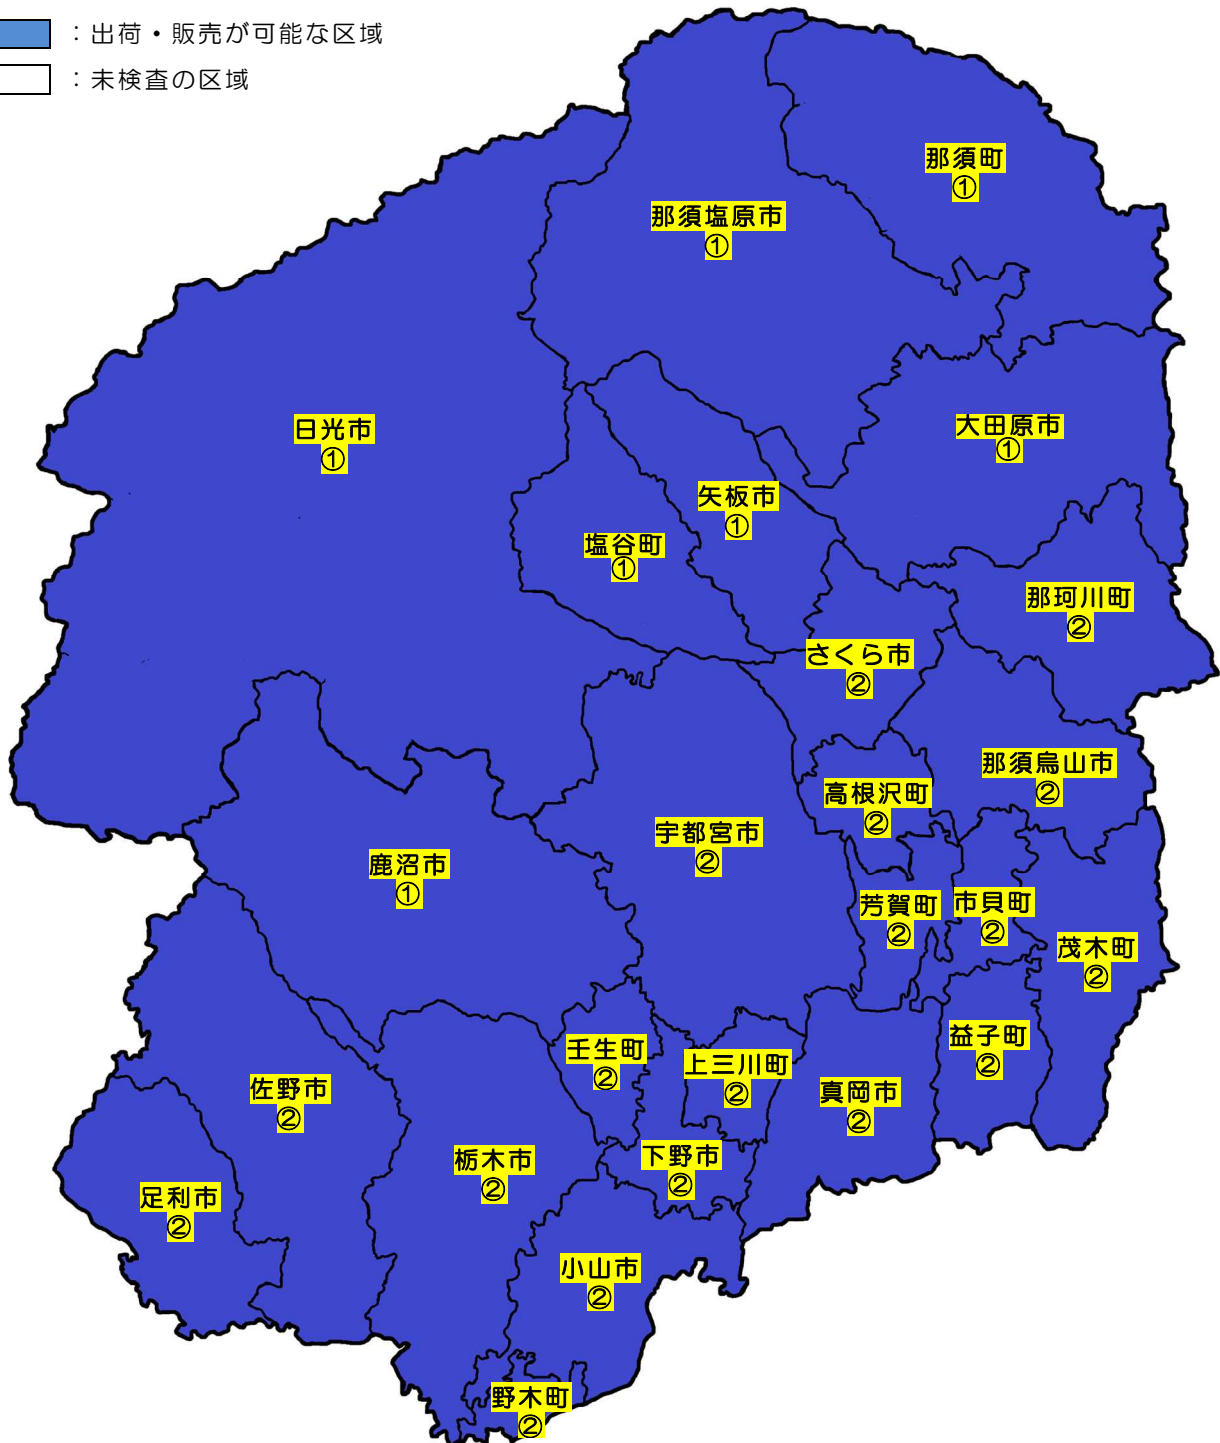 ：出荷・販売が可能な区域
：未検査の区域
那須町
①
那須塩原市
①
日光市
①
大田原市
①
矢板市
①
塩谷町
①
那珂川町
②
さくら市
②
那須烏山市
②
高根沢町
②
宇都宮市
②
鹿沼市
①
芳賀町
②
市貝町
②
茂木町
②
益子町
②
壬生町
②
上三川町
②
佐野市
②
真岡市
②
栃木市
②
下野市
②
足利市
②
小山市
②
野木町
②